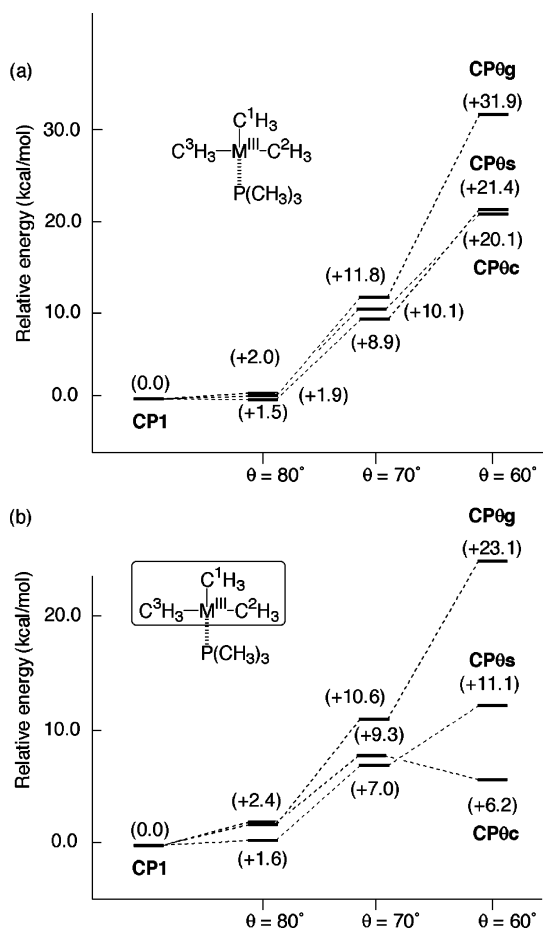 (a)
CPθg
(+31.9)
30.0
C¹H₃
C³H₃—Mᴵᴵᴵ—C²H₃
P(CH₃)₃
CPθs
(+21.4)
20.0
(+20.1)
CPθc
(+11.8)
10.0
(+10.1)
(+8.9)
(+2.0)
(0.0)
0.0
(+1.9)
(+1.5)
CP1
Relative energy (kcal/mol)
θ = 80° θ = 70° θ = 60°
(b)
CPθg
(+23.1)
C¹H₃
C³H₃—Mᴵᴵᴵ—C²H₃
P(CH₃)₃
20.0
CPθs
(+11.1)
(+10.6)
10.0
(+9.3)
(+7.0)
(+6.2)
CPθc
(+2.4)
(0.0)
0.0
(+1.6)
CP1
Relative energy (kcal/mol)
θ = 80° θ = 70° θ = 60°